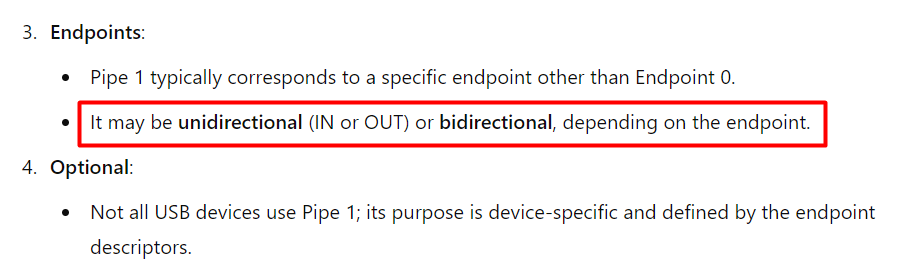 3. Endpoints:
• Pipe 1 typically corresponds to a specific endpoint other than Endpoint 0.
• It may be unidirectional (IN or OUT) or bidirectional, depending on the endpoint.
4. Optional:
• Not all USB devices use Pipe 1; its purpose is device-specific and defined by the endpoint
descriptors.